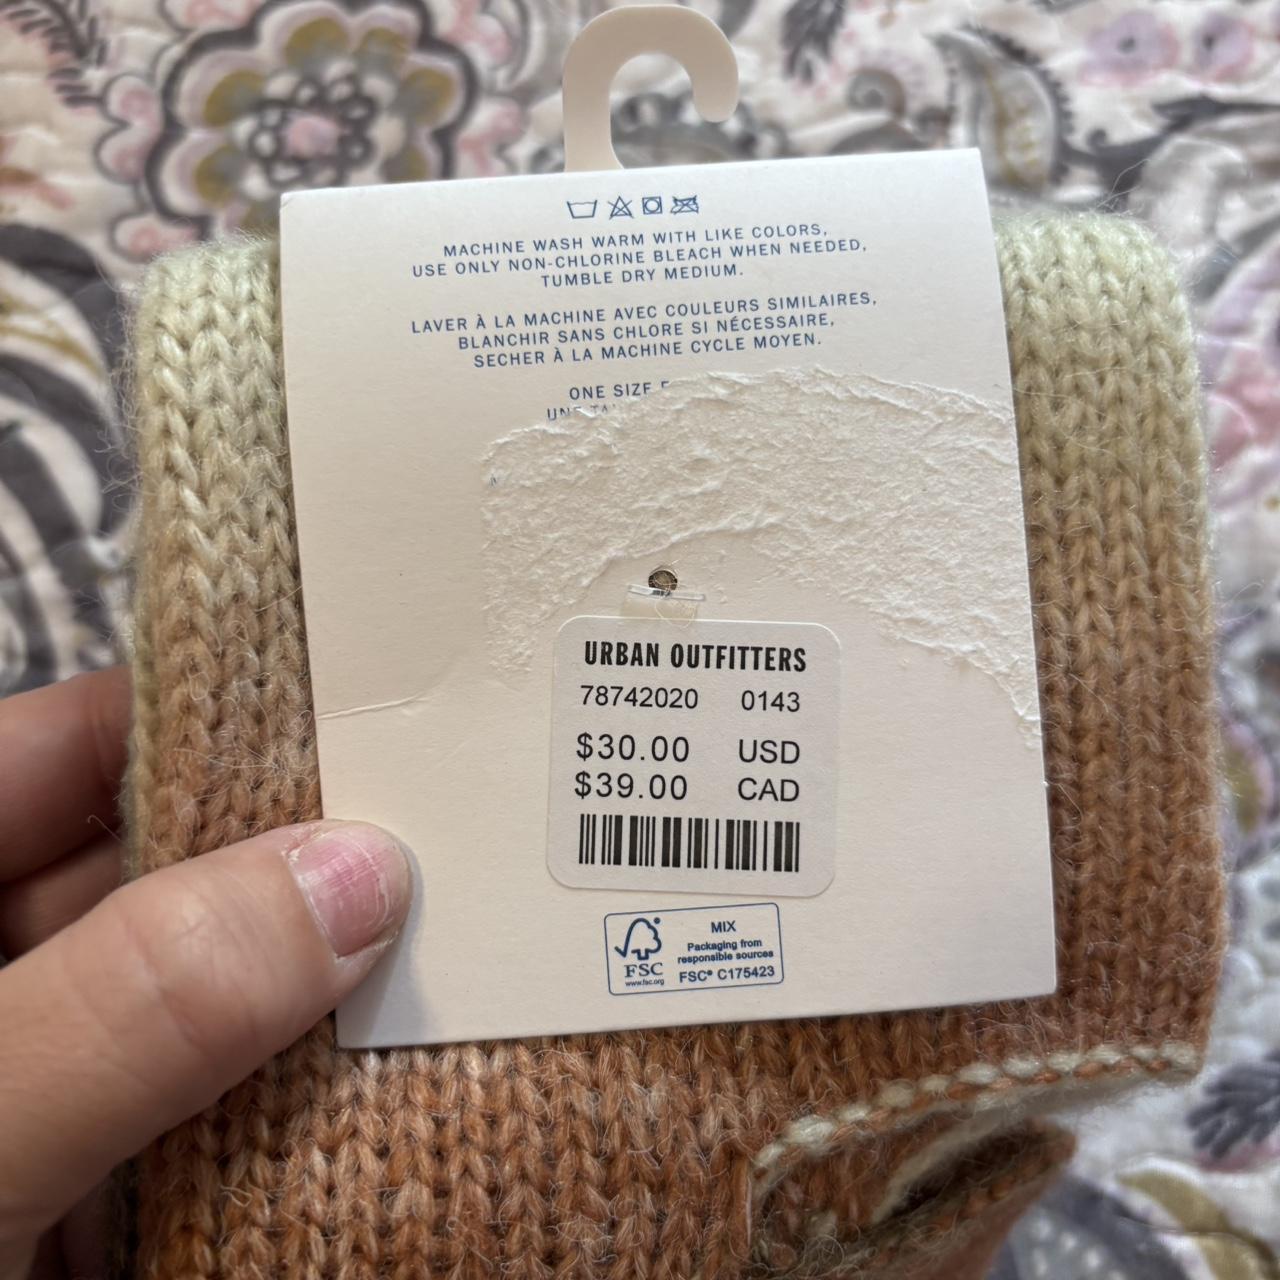 MACHINE WASH WARM WITH LIKE COLORS,
USE ONLY NON-CHLORINE BLEACH WHEN NEEDED,
TUMBLE DRY MEDIUM.
LAVER À LA MACHINE AVEC COULEURS SIMILAIRES,
BLANCHIR SANS CHLORE SI NÉCESSAIRE,
SECHER À LA MACHINE CYCLE MOYEN.
ONE SIZE
URBAN OUTFITTERS
78742020 0143
$30.00 USD
$39.00 CAD
FSC
www.fsc.org
MIX
Packaging from
responsible sources
FSC® C175423